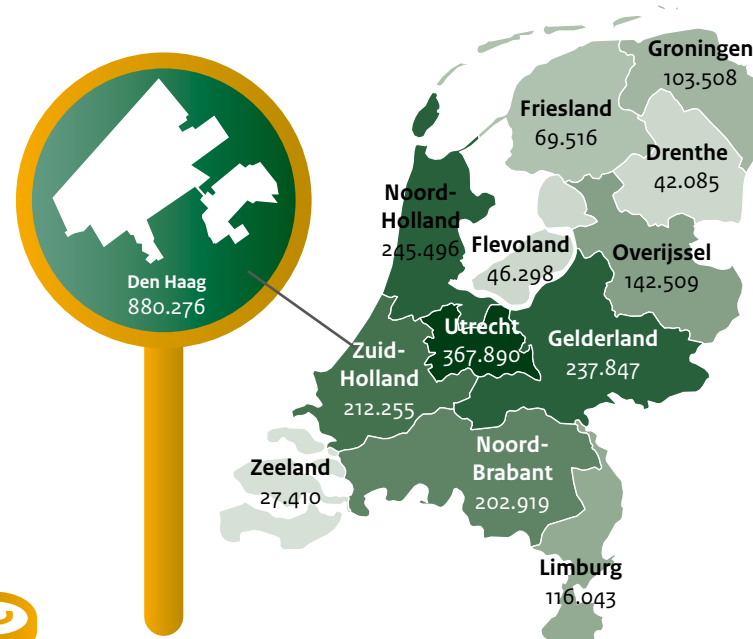 Groningen
103.508
Friesland
69.516
Drenthe
42.085
Noord-
Holland
245.496
Flevoland
46.298
Overijssel
142.509
Den Haag
880.276
Utrecht
367.890
Gelderland
237.847
Zuid-
Holland
212.255
Noord-
Brabant
202.919
Zeeland
27.410
Limburg
116.043